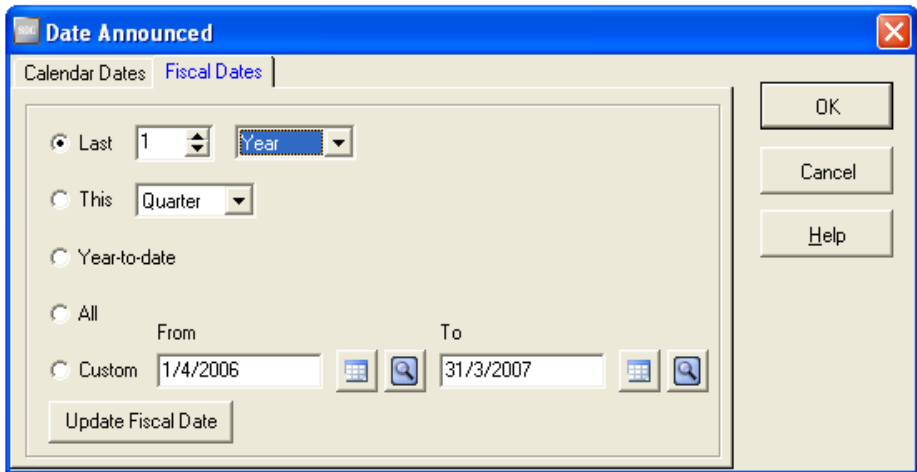 Date Announced
Calendar Dates Fiscal Dates
Last 1 Year
This Quarter
Year-to-date
All
From To
Custom 1/4/2006 31/3/2007
Update Fiscal Date
OK
Cancel
Help